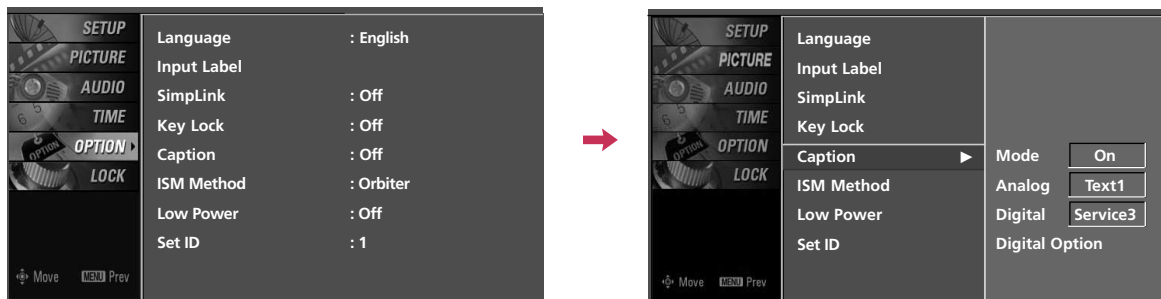 SETUP
PICTURE
AUDIO
TIME
OPTION
LOCK
Move MENU Prev
Language : English
Input Label
SimpLink : Off
Key Lock : Off
Caption : Off
ISM Method : Orbiter
Low Power : Off
Set ID : 1
SETUP
PICTURE
AUDIO
TIME
OPTION
LOCK
Move MENU Prev
Language
Input Label
SimpLink
Key Lock
Caption
ISM Method
Low Power
Set ID
Mode On
Analog Text1
Digital Service3
Digital Option